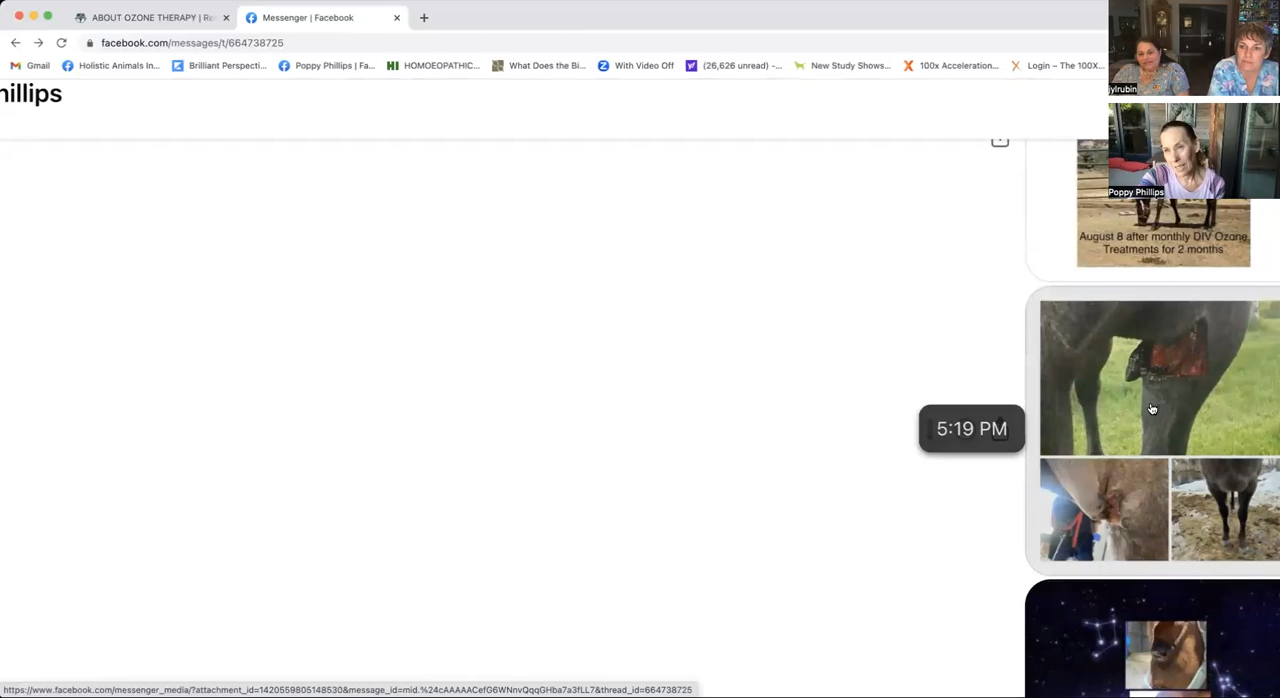 ABOUT OZONE THERAPY | Re
Messenger | Facebook
facebook.com/messages/t/664738725
Gmail
Holistic Animals In...
Brilliant Perspecti...
Poppy Phillips | Fa...
HOMOEOPATHIC...
What Does the Bi...
With Video Off
(26,626 unread) -...
New Study Shows...
100x Acceleration...
Login – The 100X...
jylrubin
hillips
Poppy Phillips
August 8 after monthly DIV Ozone
Treatments for 2 months
5:19 PM
https://www.facebook.com/messenger_media/?attachment_id=1420559805148530&message_id=mid.%24cAAAAACefG6WNnvQqqGHba7a3fLL7&thread_id=664738725